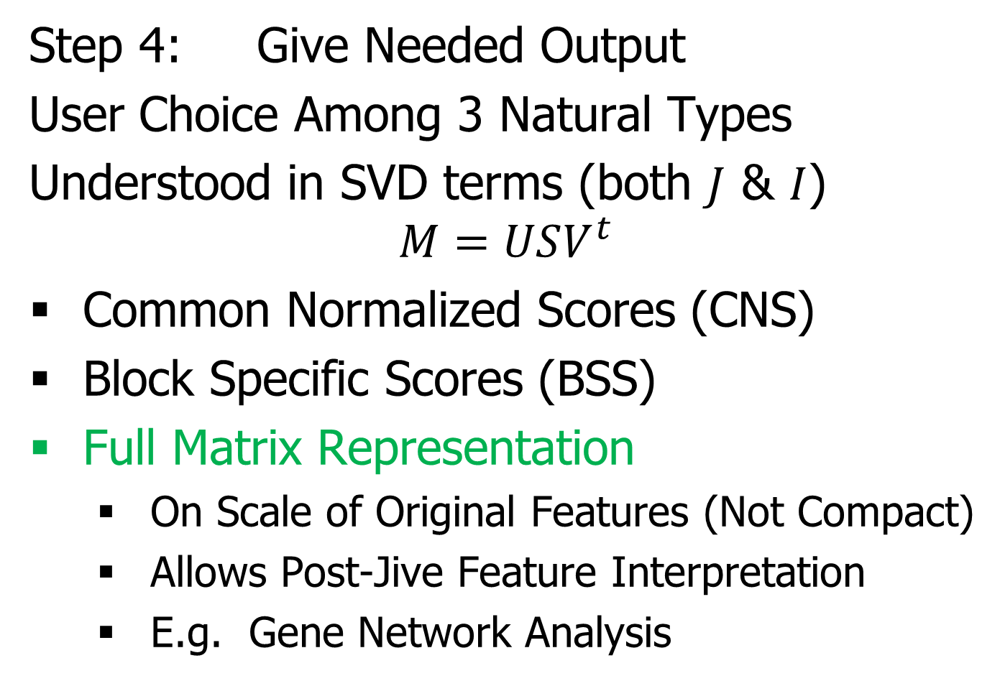 Step 4: Give Needed Output
User Choice Among 3 Natural Types
Understood in SVD terms (both J & I)
M = USVᵗ
▪ Common Normalized Scores (CNS)
▪ Block Specific Scores (BSS)
▪ Full Matrix Representation
▪ On Scale of Original Features (Not Compact)
▪ Allows Post-Jive Feature Interpretation
▪ E.g. Gene Network Analysis